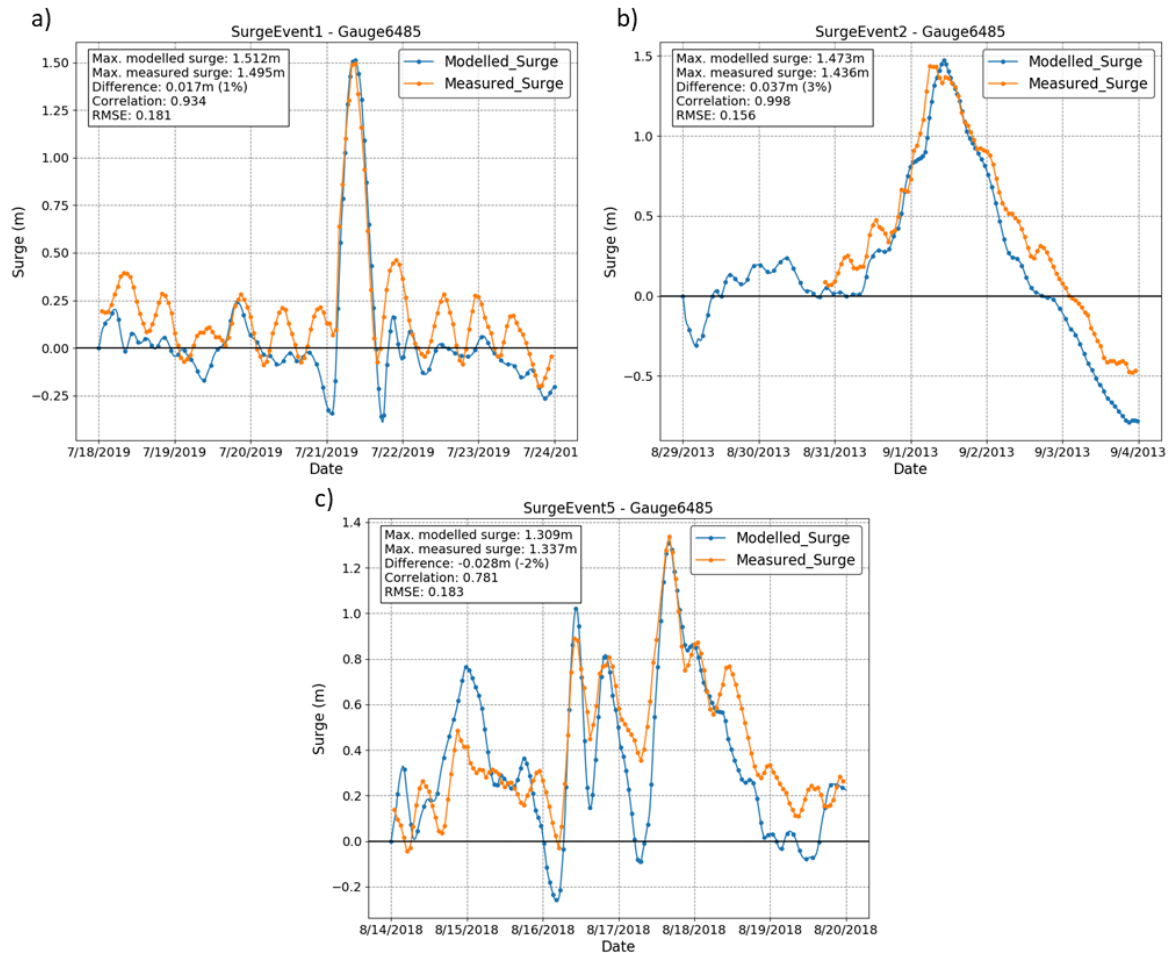 a)
SurgeEvent1 - Gauge6485
Max. modelled surge: 1.512m
Max. measured surge: 1.495m
Difference: 0.017m (1%)
Correlation: 0.934
RMSE: 0.181
Modelled_Surge
Measured_Surge
1.50
1.25
1.00
0.75
0.50
0.25
0.00
−0.25
Surge (m)
7/18/2019 7/19/2019 7/20/2019 7/21/2019 7/22/2019 7/23/2019 7/24/201
Date
b)
SurgeEvent2 - Gauge6485
Max. modelled surge: 1.473m
Max. measured surge: 1.436m
Difference: 0.037m (3%)
Correlation: 0.998
RMSE: 0.156
Modelled_Surge
Measured_Surge
1.5
1.0
0.5
0.0
−0.5
Surge (m)
8/29/2013 8/30/2013 8/31/2013 9/1/2013 9/2/2013 9/3/2013 9/4/2013
Date
c)
SurgeEvent5 - Gauge6485
Max. modelled surge: 1.309m
Max. measured surge: 1.337m
Difference: -0.028m (-2%)
Correlation: 0.781
RMSE: 0.183
Modelled_Surge
Measured_Surge
1.4
1.2
1.0
0.8
0.6
0.4
0.2
0.0
−0.2
Surge (m)
8/14/2018 8/15/2018 8/16/2018 8/17/2018 8/18/2018 8/19/2018 8/20/2018
Date